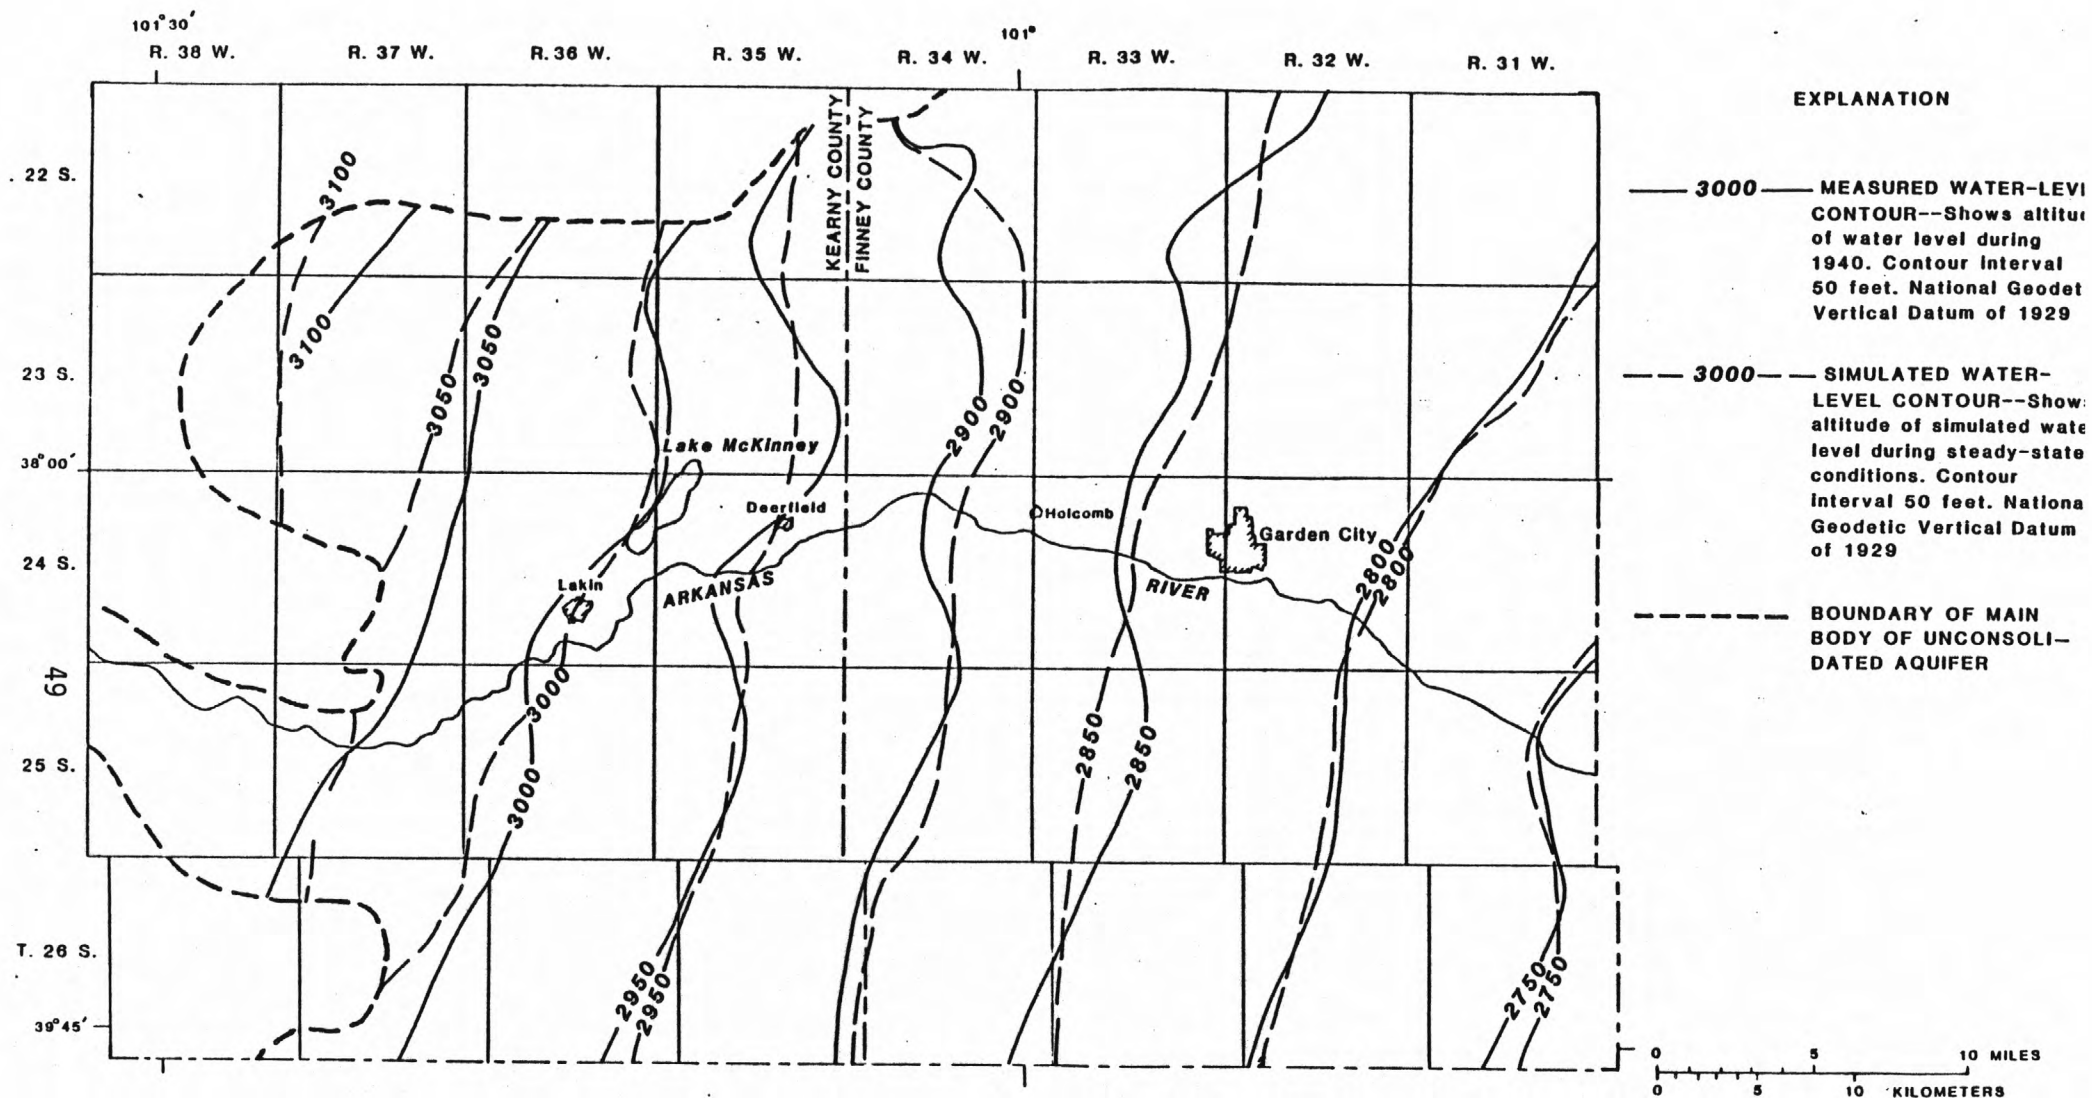 101°30'
101°
R. 38 W. R. 37 W. R. 36 W. R. 35 W. R. 34 W. R. 33 W. R. 32 W. R. 31 W.
22 S.
23 S.
38°00'
24 S.
49
25 S.
T. 26 S.
39°45'
KEARNY COUNTY
FINNEY COUNTY
3100
3100
3050
3050
2900
2900
Lake McKinney
Deerfield
Holcomb
Garden City
Lakin
ARKANSAS
RIVER
2800
2800
3000
3000
2850
2850
2950
2950
2750
2750
EXPLANATION
3000 MEASURED WATER-LEVE
CONTOUR--Shows altitud
of water level during
1940. Contour interval
50 feet. National Geodet
Vertical Datum of 1929
3000 SIMULATED WATER-
LEVEL CONTOUR--Shows
altitude of simulated wate
level during steady-state
conditions. Contour
interval 50 feet. Nationa
Geodetic Vertical Datum
of 1929
BOUNDARY OF MAIN
BODY OF UNCONSOLI-
DATED AQUIFER
0 5 10 MILES
0 5 10 KILOMETERS